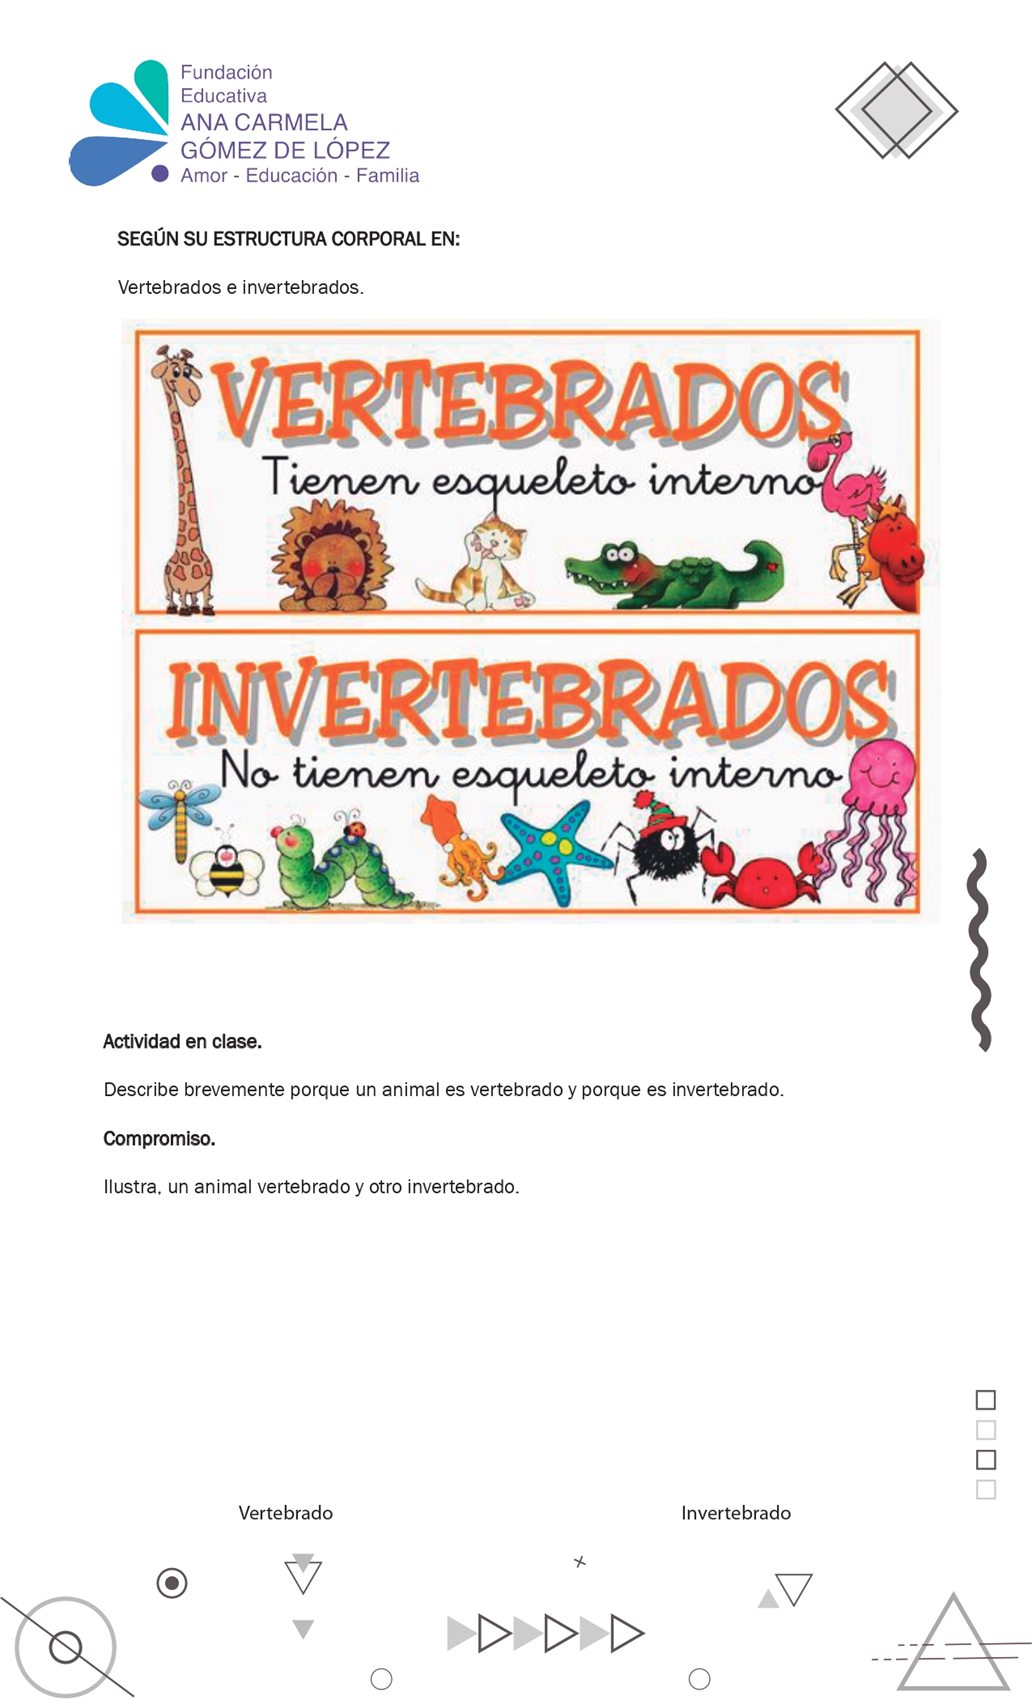 Fundación
Educativa
ANA CARMELA
GÓMEZ DE LÓPEZ
Amor - Educación - Familia
SEGÚN SU ESTRUCTURA CORPORAL EN:
Vertebrados e invertebrados.
VERTEBRADOS
Tienen esqueleto interno
INVERTEBRADOS
No tienen esqueleto interno
Actividad en clase.
Describe brevemente porque un animal es vertebrado y porque es invertebrado.
Compromiso.
Ilustra, un animal vertebrado y otro invertebrado.
Vertebrado Invertebrado